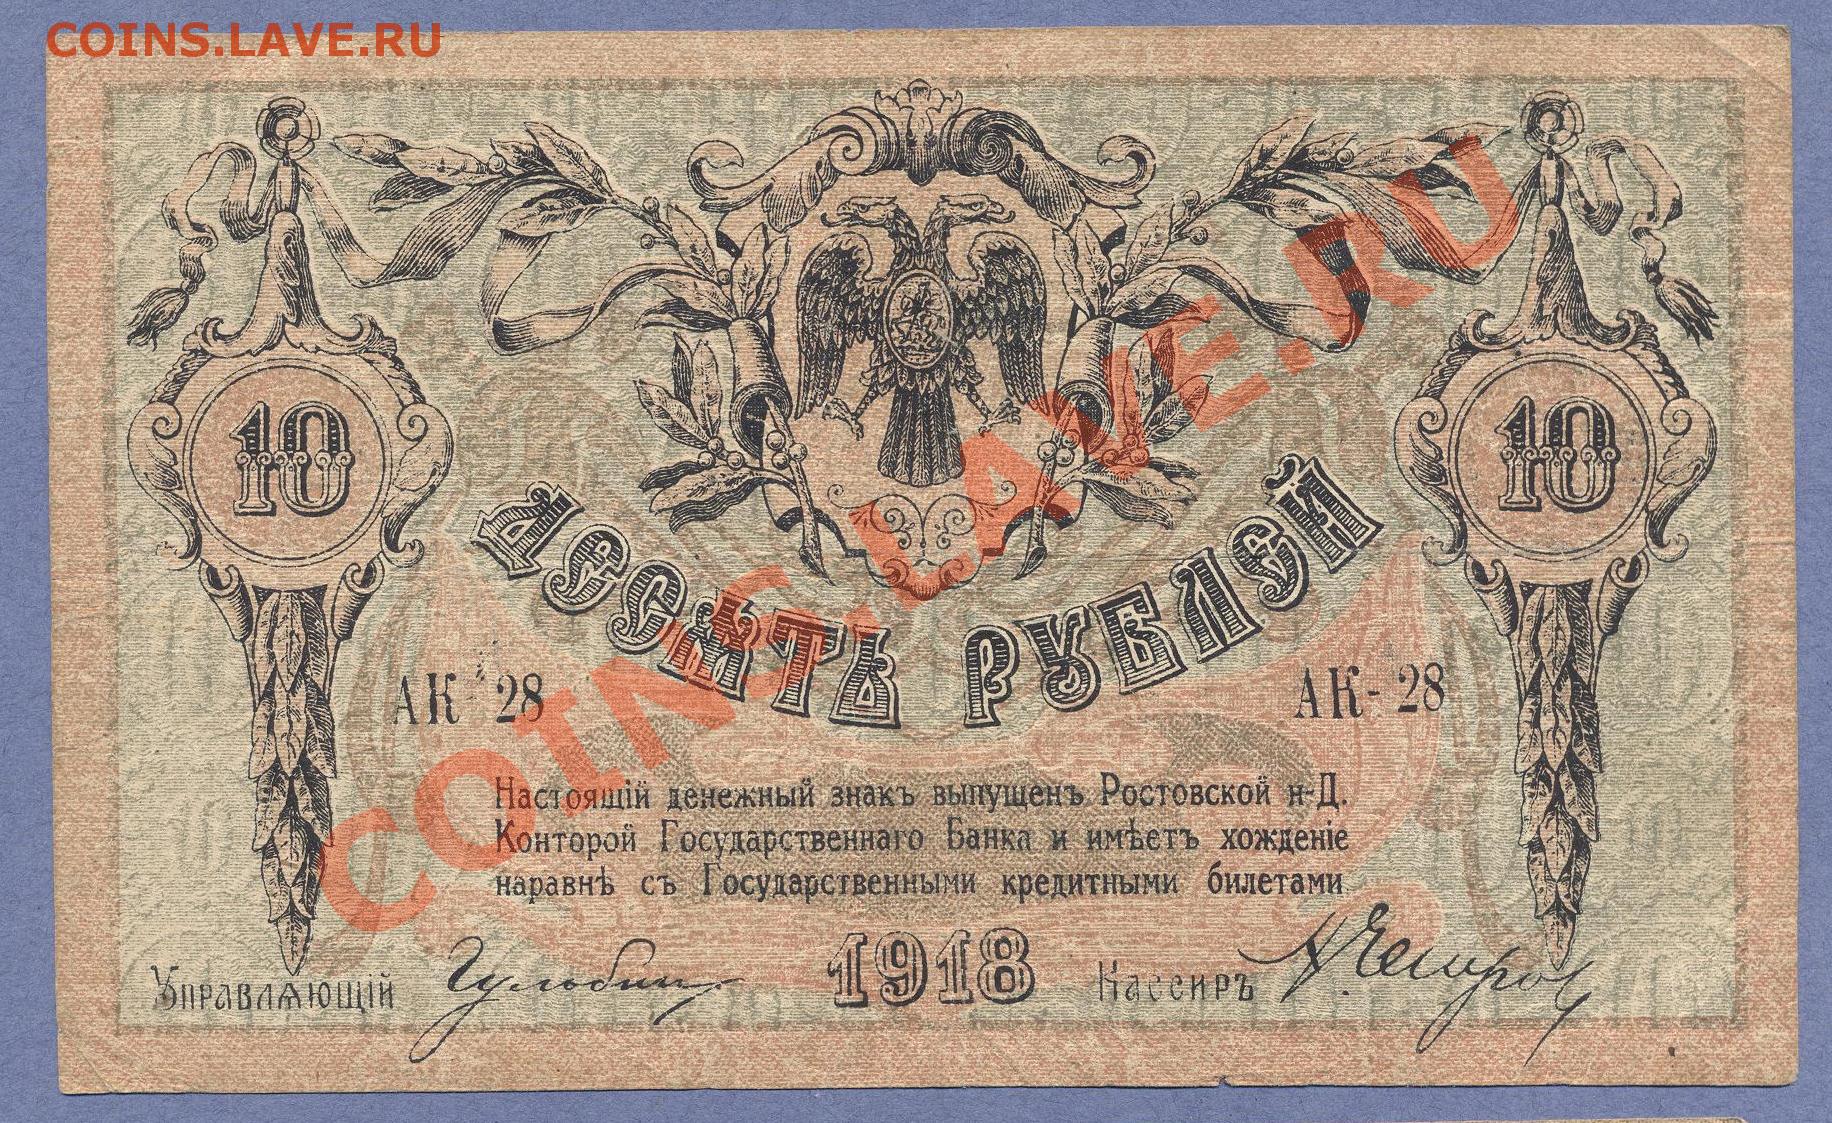 COINS.LAVE.RU
10
10
ДЕСЯТЬ РУБЛЕЙ
АК 28
АК - 28
Настоящій денежный знакъ выпущенъ Ростовской н-Д.
Конторой Государственнаго Банка и имѣетъ хожденіе
наравнѣ съ Государственными кредитными билетами
Управляющій
1918
Кассиръ
COINS.LAVE.RU